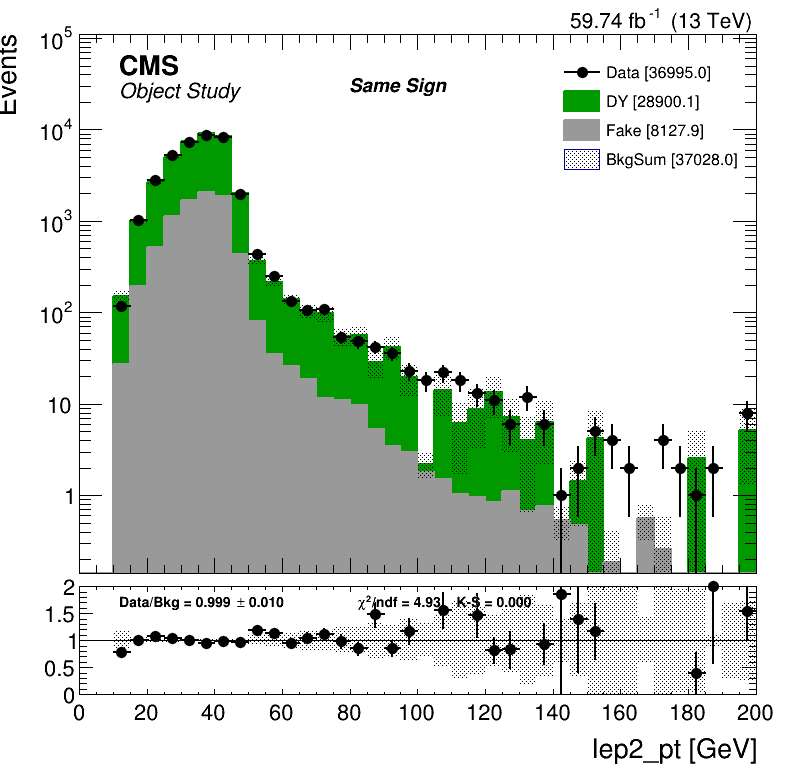 59.74 fb⁻¹ (13 TeV)
Events
CMS
Object Study
Same Sign
Data [36995.0]
DY [28900.1]
Fake [8127.9]
BkgSum [37028.0]
10⁵
10⁴
10³
10²
10
1
Data/Bkg = 0.999 ± 0.010
χ²/ndf = 4.93 K-S = 0.000
2
1.5
1
0.5
0
0 20 40 60 80 100 120 140 160 180 200
lep2_pt [GeV]